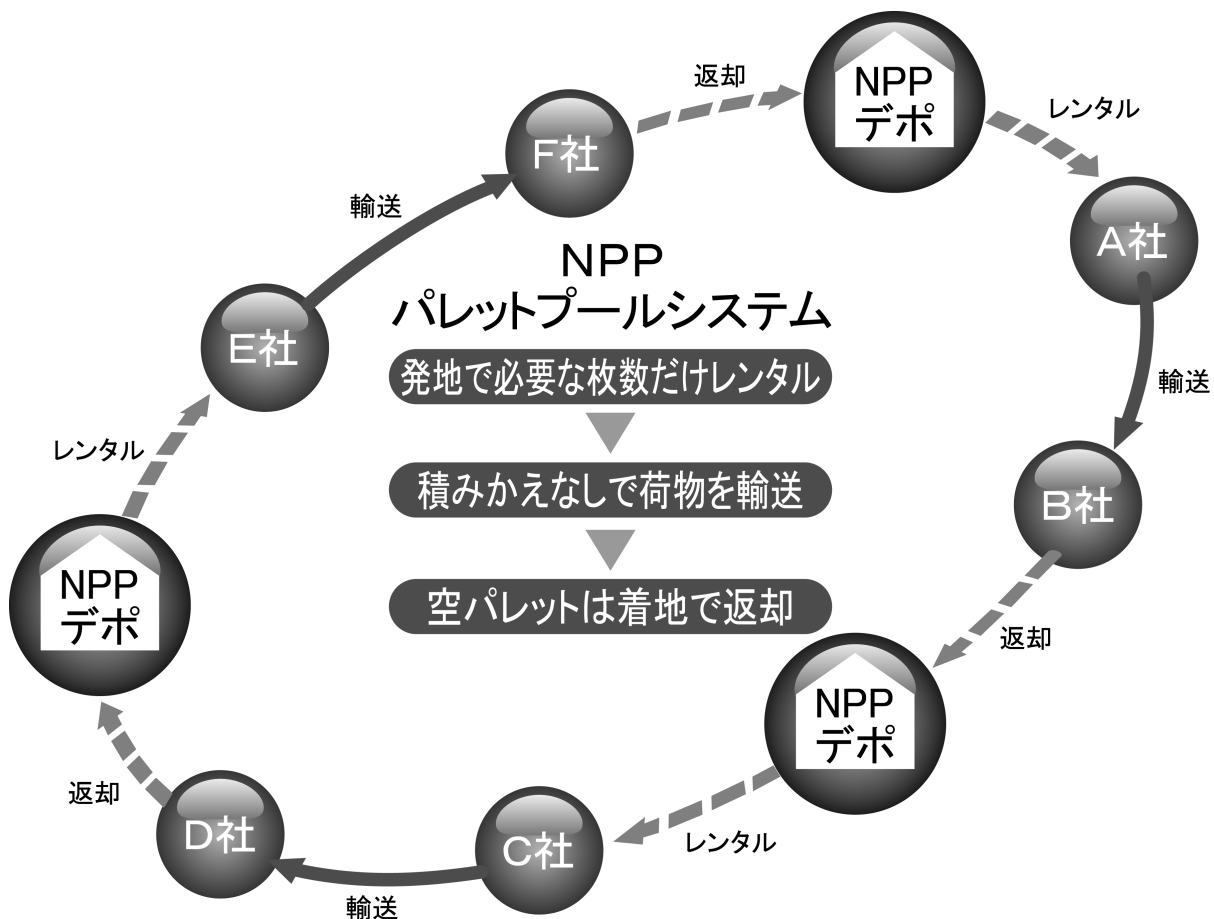 NPP
デポ
レンタル
A社
輸送
B社
返却
NPP
デポ
レンタル
C社
輸送
D社
返却
NPP
デポ
レンタル
E社
輸送
F社
返却
NPP
パレットプールシステム
発地で必要な枚数だけレンタル
積みかえなしで荷物を輸送
空パレットは着地で返却